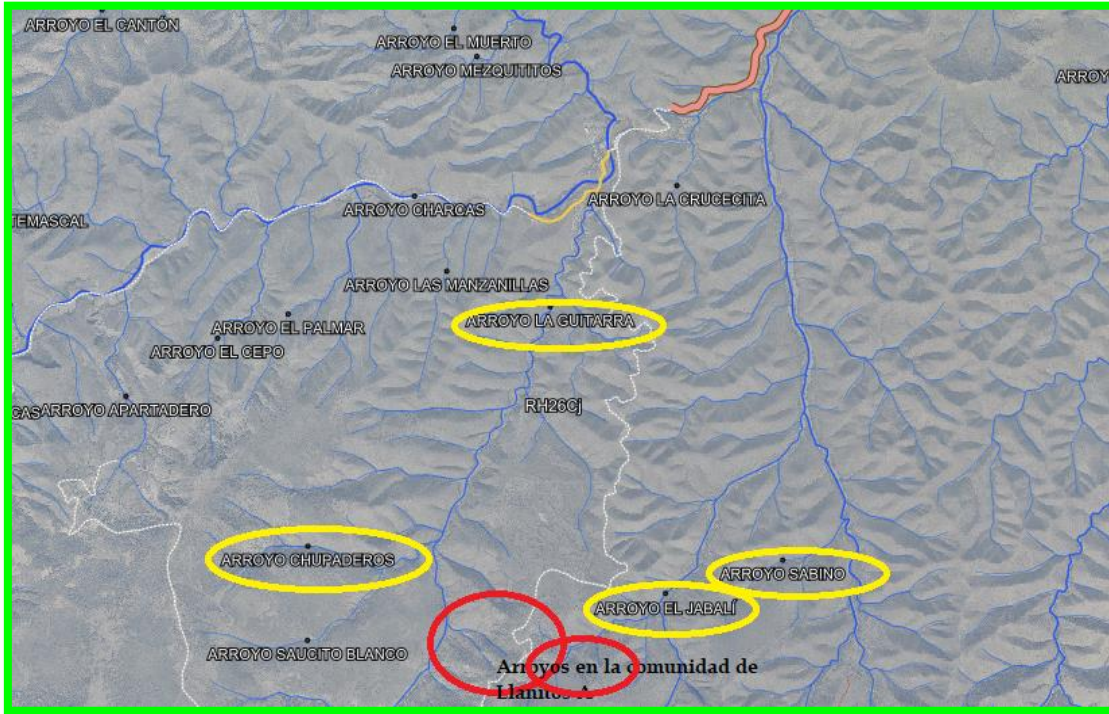 ARROYO EL CANTÓN
ARROYO EL MUERTO
ARROYO MEZQUITITOS
ARROY
ARROYO LA CRUCECITA
ARROYO CHARCAS
TEMASCAL
ARROYO LAS MANZANILLAS
ARROYO LA GUITARRA
ARROYO EL PALMAR
ARROYO EL CEPO
CAS
ARROYO APARTADERO
RH26Cj
ARROYO CHUPADEROS
ARROYO SABINO
ARROYO EL JABALÍ
ARROYO SAUCITO BLANCO
Arroyos en la comunidad de
Llanitos A